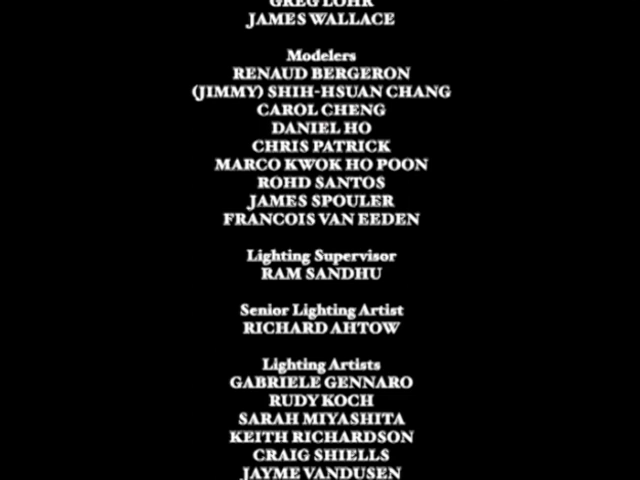 GREG LOHR
JAMES WALLACE
Modelers
RENAUD BERGERON
(JIMMY) SHIH-HSUAN CHANG
CAROL CHENG
DANIEL HO
CHRIS PATRICK
MARCO KWOK HO POON
ROHD SANTOS
JAMES SPOULER
FRANCOIS VAN EEDEN
Lighting Supervisor
RAM SANDHU
Senior Lighting Artist
RICHARD AHTOW
Lighting Artists
GABRIELE GENNARO
RUDY KOCH
SARAH MIYASHITA
KEITH RICHARDSON
CRAIG SHIELLS
JAYME VANDUSEN